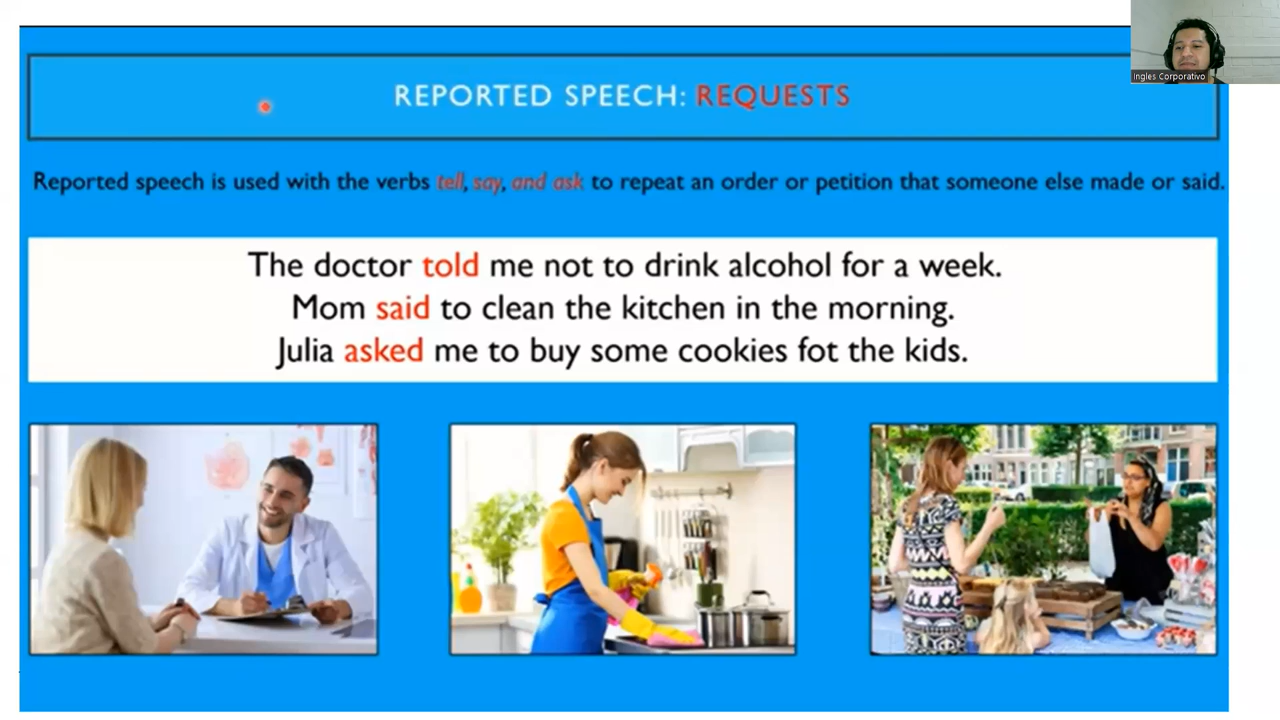 Ingles Corporativo
REPORTED SPEECH: REQUESTS
Reported speech is used with the verbs tell, say, and ask to repeat an order or petition that someone else made or said.
The doctor told me not to drink alcohol for a week.
Mom said to clean the kitchen in the morning.
Julia asked me to buy some cookies fot the kids.